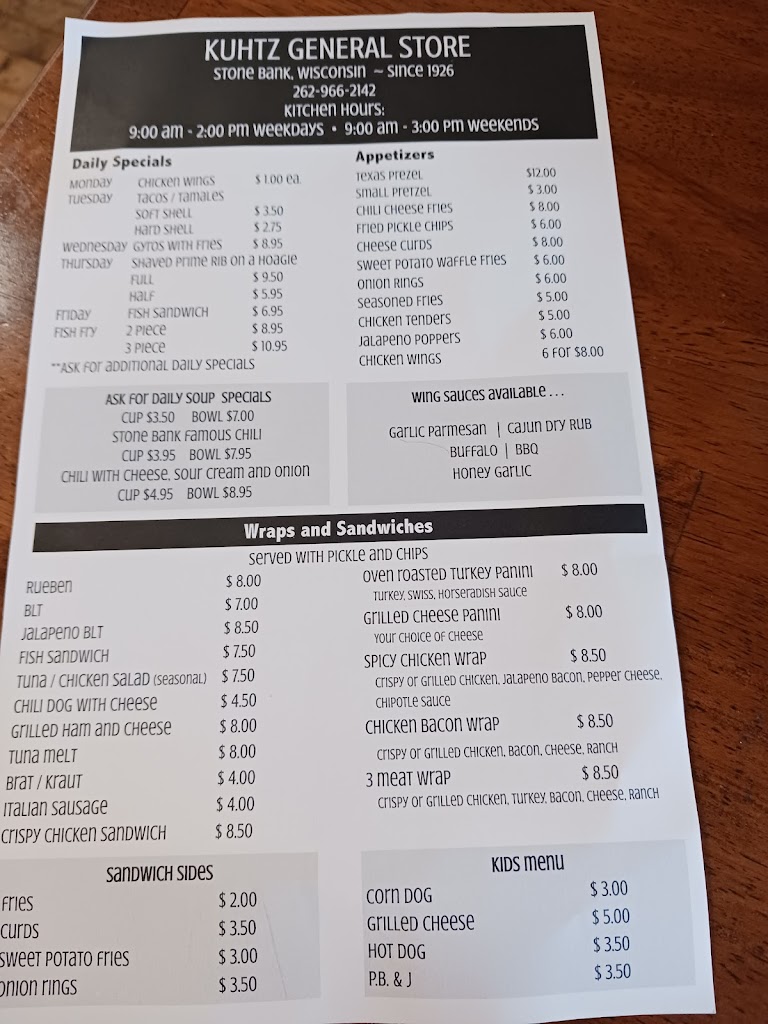 KUHTZ GENERAL STORE
STONE BANK, WISCONSIN ~ SINCE 1926
262-966-2142
KITCHEN HOURS:
9:00 am - 2:00 PM WEEKDAYS • 9:00 am - 3:00 PM WEEKENDS
Daily Specials
MONDAY CHICKEN WINGS $ 1.00 ea.
TUESDAY TACOS / TAMALES
SOFT SHELL $ 3.50
HARD SHELL $ 2.75
WEDNESDAY GYROS WITH FRIES $ 8.95
THURSDAY SHAVED PRIME RIB ON A HOAGIE
FULL $ 9.50
HALF $ 5.95
FRIDAY FISH SANDWICH $ 6.95
FISH FRY 2 PIECE $ 8.95
3 PIECE $ 10.95
**ASK FOR ADDITIONAL DAILY SPECIALS
Appetizers
TEXAS PREZEL $12.00
SMALL PRETZEL $ 3.00
CHILI CHEESE FRIES $ 8.00
FRIED PICKLE CHIPS $ 6.00
CHEESE CURDS $ 8.00
SWEET POTATO WAFFLE FRIES $ 6.00
ONION RINGS $ 6.00
SEASONED FRIES $ 5.00
CHICKEN TENDERS $ 5.00
JALAPENO POPPERS $ 6.00
CHICKEN WINGS 6 FOR $8.00
ASK FOR DAILY SOUP SPECIALS
CUP $3.50 BOWL $7.00
STONE BANK FAMOUS CHILI
CUP $3.95 BOWL $7.95
CHILI WITH CHEESE, SOUR CREAM AND ONION
CUP $4.95 BOWL $8.95
WING SAUCES AVAILABLE . . .
GARLIC PARMESAN | CAJUN DRY RUB
BUFFALO | BBQ
HONEY GARLIC
Wraps and Sandwiches
SERVED WITH PICKLE AND CHIPS
RUEBEN $ 8.00
BLT $ 7.00
JALAPENO BLT $ 8.50
FISH SANDWICH $ 7.50
TUNA / CHICKEN SALAD (SEASONAL) $ 7.50
CHILI DOG WITH CHEESE $ 4.50
GRILLED HAM AND CHEESE $ 8.00
TUNA MELT $ 8.00
BRAT / KRAUT $ 4.00
ITALIAN SAUSAGE $ 4.00
CRISPY CHICKEN SANDWICH $ 8.50
OVEN ROASTED TURKEY PANINI $ 8.00
TURKEY, SWISS, HORSERADISH SAUCE
GRILLED CHEESE PANINI $ 8.00
YOUR CHOICE OF CHEESE
SPICY CHICKEN WRAP $ 8.50
CRISPY OR GRILLED CHICKEN, JALAPENO BACON, PEPPER CHEESE,
CHIPOTLE SAUCE
CHICKEN BACON WRAP $ 8.50
CRISPY OR GRILLED CHICKEN, BACON, CHEESE, RANCH
3 MEAT WRAP $ 8.50
CRISPY OR GRILLED CHICKEN, TURKEY, BACON, CHEESE, RANCH
SANDWICH SIDES
FRIES $ 2.00
CURDS $ 3.50
SWEET POTATO FRIES $ 3.00
ONION RINGS $ 3.50
KIDS MENU
CORN DOG $ 3.00
GRILLED CHEESE $ 5.00
HOT DOG $ 3.50
P.B. & J $ 3.50